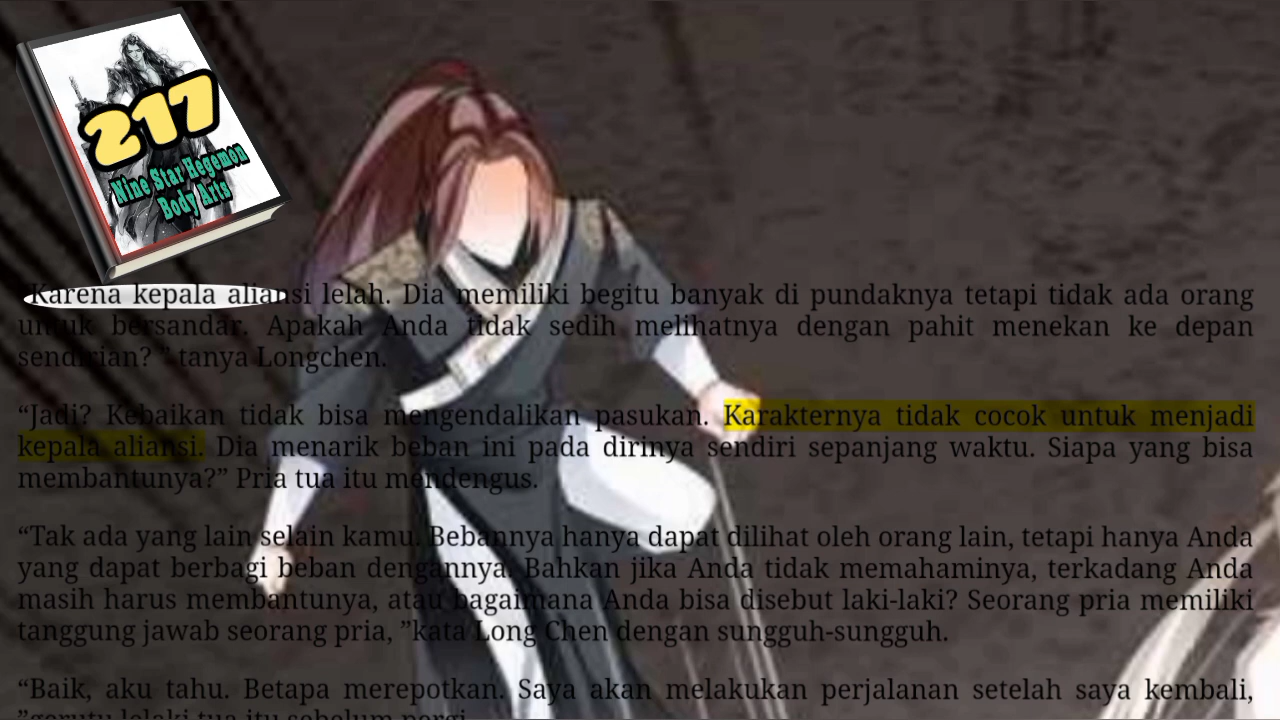 217
Nine Star Hegemon
Body Arts
“Karena kepala aliansi lelah. Dia memiliki begitu banyak di pundaknya tetapi tidak ada orang
untuk bersandar. Apakah Anda tidak sedih melihatnya dengan pahit menekan ke depan
sendirian? ” tanya Longchen.
“Jadi? Kebaikan tidak bisa mengendalikan pasukan. Karakternya tidak cocok untuk menjadi
kepala aliansi. Dia menarik beban ini pada dirinya sendiri sepanjang waktu. Siapa yang bisa
membantunya?” Pria tua itu mendengus.
“Tak ada yang lain selain kamu. Bebannya hanya dapat dilihat oleh orang lain, tetapi hanya Anda
yang dapat berbagi beban dengannya. Bahkan jika Anda tidak memahaminya, terkadang Anda
masih harus membantunya, atau bagaimana Anda bisa disebut laki-laki? Seorang pria memiliki
tanggung jawab seorang pria, ”kata Long Chen dengan sungguh-sungguh.
“Baik, aku tahu. Betapa merepotkan. Saya akan melakukan perjalanan setelah saya kembali,
”gerutu lelaki tua itu sebelum pergi.